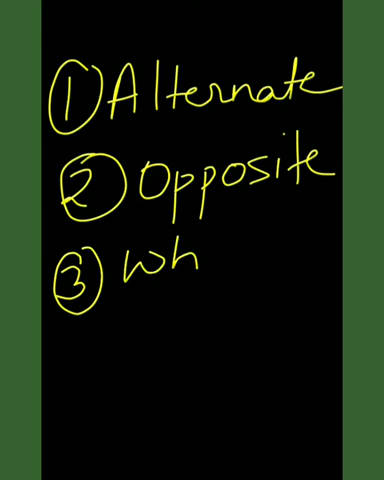 ① Alternate
② Opposite
③ Wh